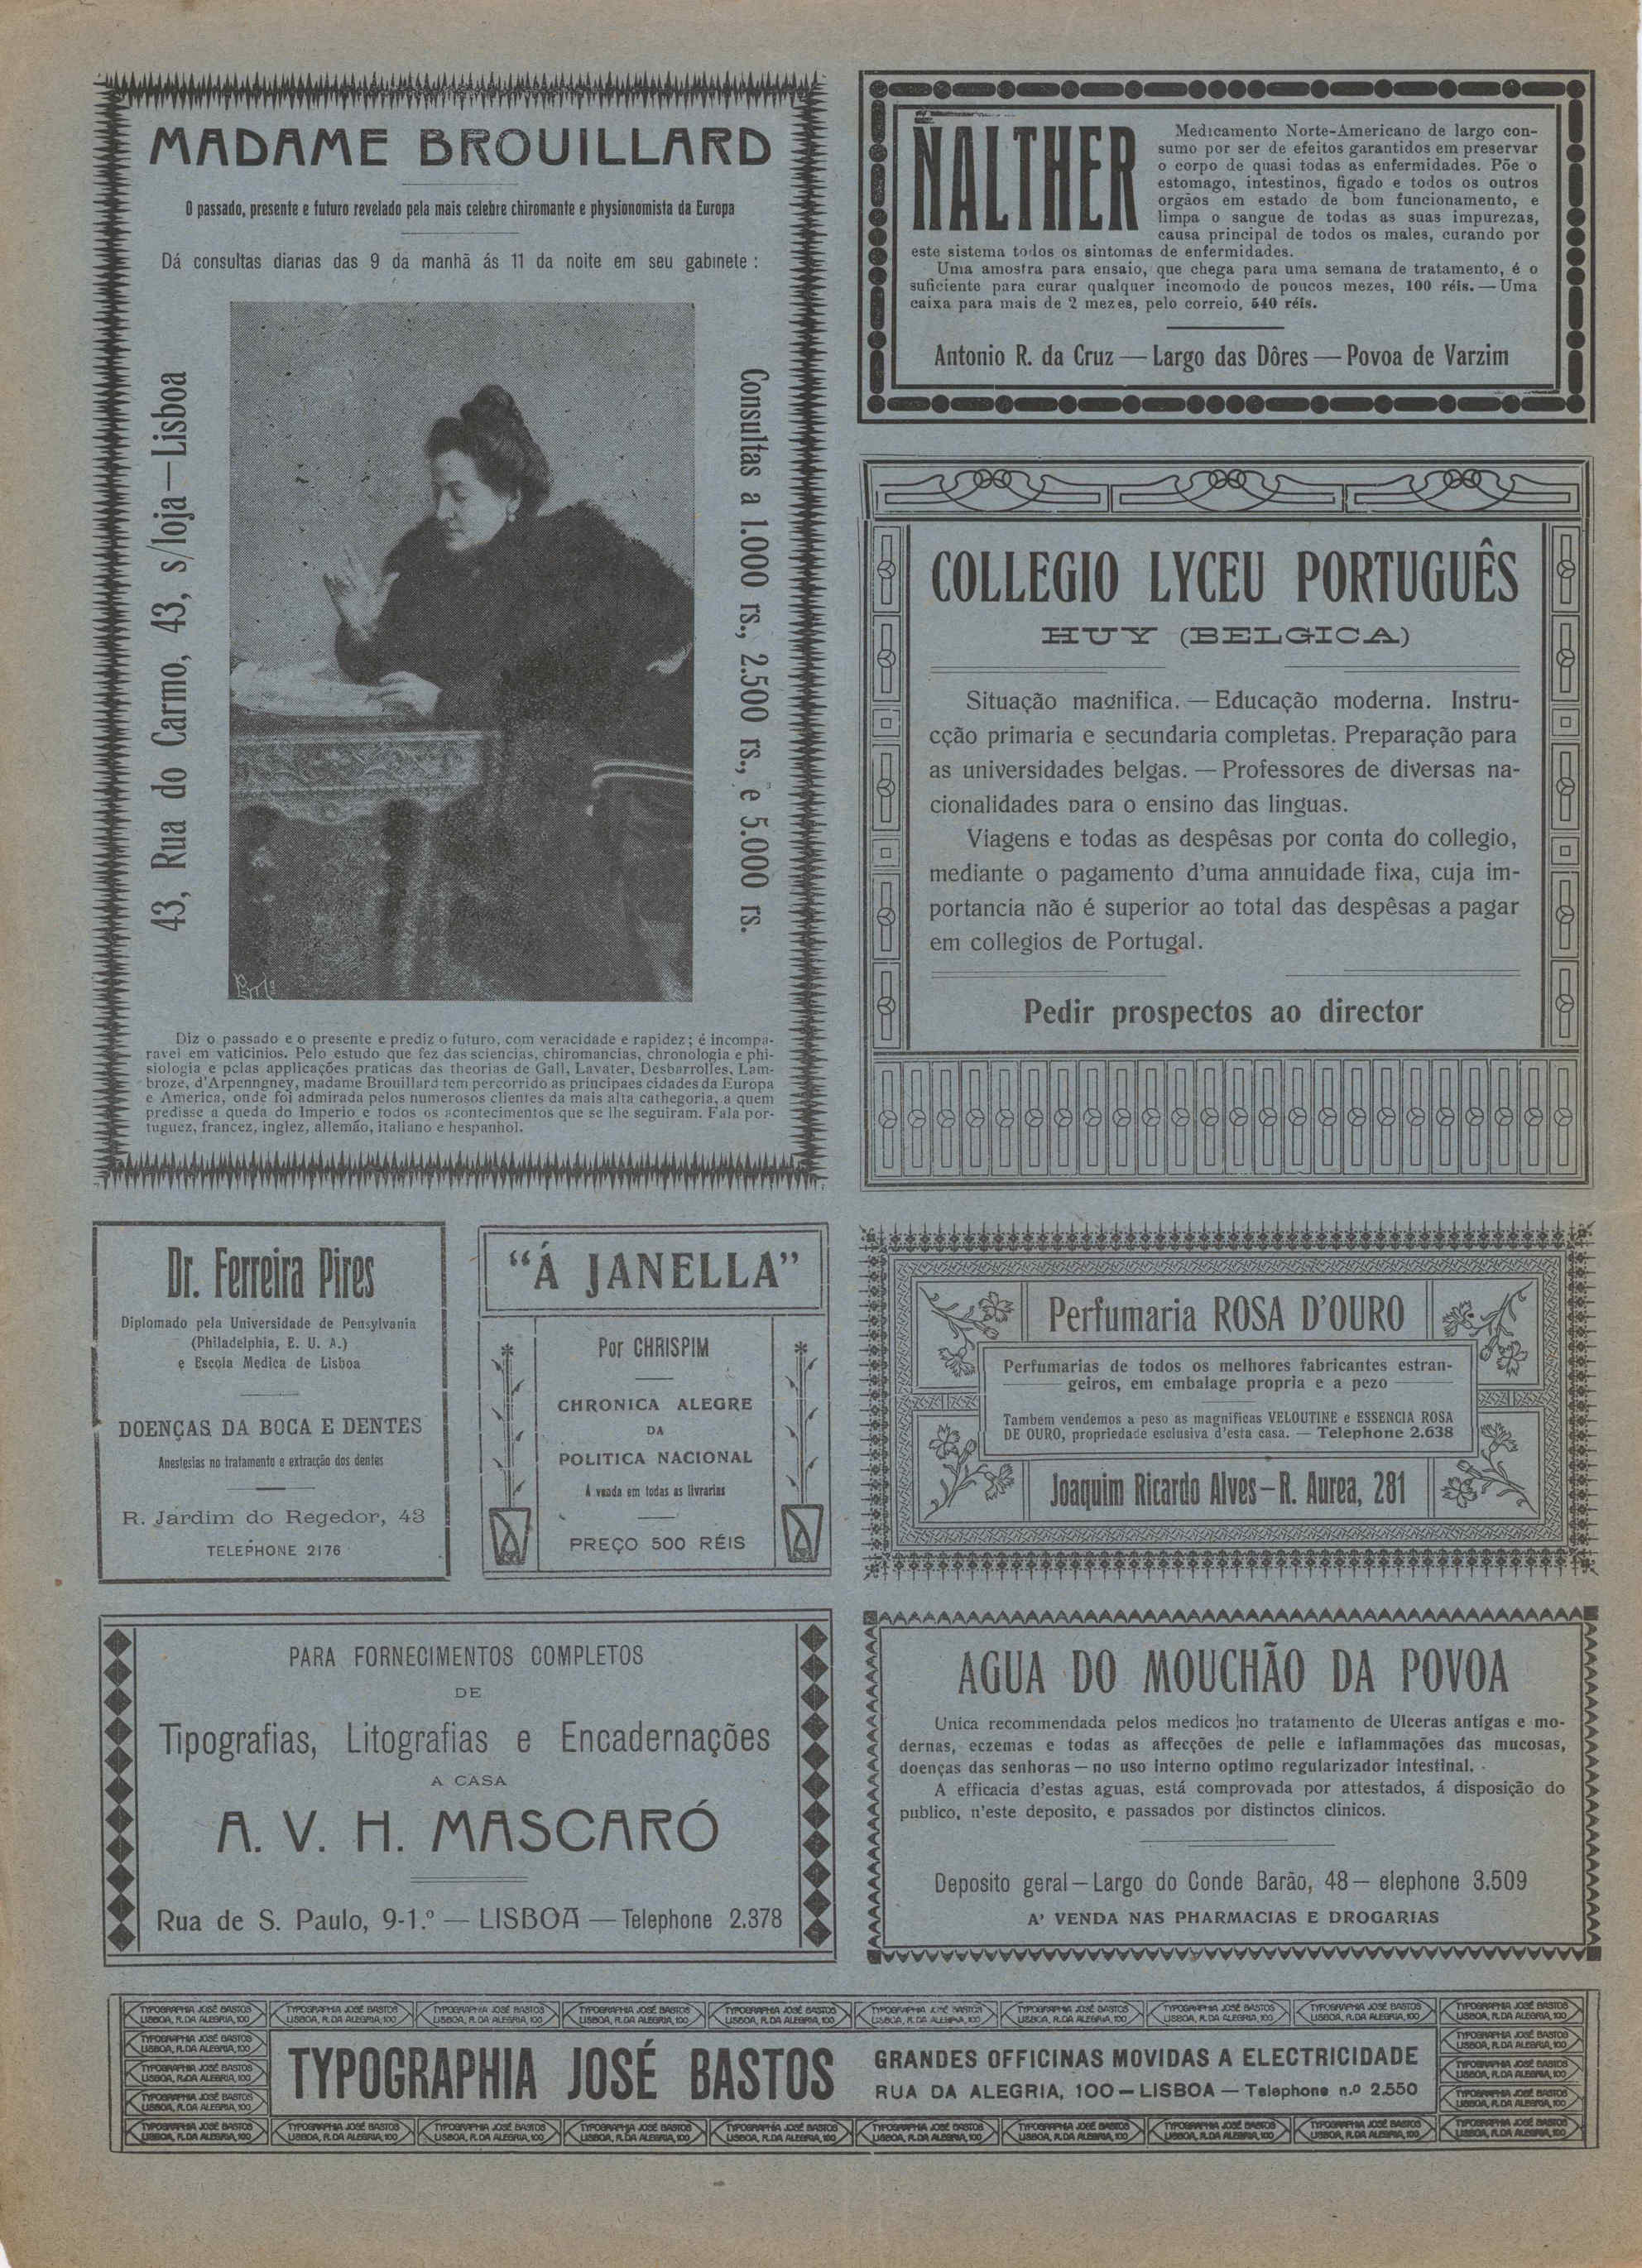 MADAME BROUILLARD
O passado, presente e futuro revelado pela mais celebre chiromante e physionomista da Europa
Dá consultas diarias das 9 da manhã ás 11 da noite em seu gabinete :
43, Rua do Carmo, 43, s/loja—Lisboa
Consultas a 1.000 rs., 2.500 rs., e 5.000 rs.
Diz o passado e o presente e prediz o futuro, com veracidade e rapidez; é incompa-
ravel em vaticinios. Pelo estudo que fez das sciencias, chiromancias, chronologia e phi-
siologia e pelas applicações praticas das theorias de Gall, Lavater, Desbarrolles, Lam-
broze, d'Arpenngney, madame Brouillard tem percorrido as principaes cidades da Europa
e America, onde foi admirada pelos numerosos clientes da mais alta cathegoria, a quem
predisse a queda do Imperio e todos os acontecimentos que se lhe seguiram. Fala por-
tuguez, francez, inglez, allemão, italiano e hespanhol.
ÑALTHER
Medicamento Norte-Americano de largo con-
sumo por ser de efeitos garantidos em preservar
o corpo de quasi todas as enfermidades. Põe o
estomago, intestinos, figado e todos os outros
orgãos em estado de bom funcionamento, e
limpa o sangue de todas as suas impurezas,
causa principal de todos os males, curando por
este sistema todos os sintomas de enfermidades.
Uma amostra para ensaio, que chega para uma semana de tratamento, é o
suficiente para curar qualquer incomodo de poucos mezes, 100 réis. — Uma
caixa para mais de 2 mezes, pelo correio, 540 réis.
Antonio R. da Cruz — Largo das Dôres — Povoa de Varzim
COLLEGIO LYCEU PORTUGUÊS
HUY (BELGICA)
Situação magnifica. — Educação moderna. Instru-
cção primaria e secundaria completas. Preparação para
as universidades belgas. — Professores de diversas na-
cionalidades para o ensino das linguas.
Viagens e todas as despêsas por conta do collegio,
mediante o pagamento d'uma annuidade fixa, cuja im-
portancia não é superior ao total das despêsas a pagar
em collegios de Portugal.
Pedir prospectos ao director
Dr. Ferreira Pires
Diplomado pela Universidade de Pensylvania
(Philadelphia, E. U. A.)
e Escola Medica de Lisboa
DOENÇAS DA BOCA E DENTES
Anestesias no tratamento e extracção dos dentes
R. Jardim do Regedor, 43
TELEPHONE 2176
"Á JANELLA"
Por CHRISPIM
CHRONICA ALEGRE
DA
POLITICA NACIONAL
A venda em todas as livrarias
PREÇO 500 RÉIS
Perfumaria ROSA D'OURO
Perfumarias de todos os melhores fabricantes estran-
geiros, em embalage propria e a pezo
Tambem vendemos a peso as magnificas VELOUTINE e ESSENCIA ROSA
DE OURO, propriedade esclusiva d'esta casa. — Telephone 2.638
Joaquim Ricardo Alves—R. Aurea, 281
PARA FORNECIMENTOS COMPLETOS
DE
Tipografias, Litografias e Encadernações
A CASA
A. V. H. MASCARÓ
Rua de S. Paulo, 9-1.º — LISBOA — Telephone 2.378
AGUA DO MOUCHÃO DA POVOA
Unica recommendada pelos medicos no tratamento de Ulceras antigas e mo-
dernas, eczemas e todas as affecções de pelle e inflammações das mucosas,
doenças das senhoras — no uso interno optimo regularizador intestinal.
A efficacia d'estas aguas, está comprovada por attestados, á disposição do
publico, n'este deposito, e passados por distinctos clinicos.
Deposito geral — Largo do Conde Barão, 48 — elephone 3.509
A' VENDA NAS PHARMACIAS E DROGARIAS
TYPOGRAPHIA JOSÉ BASTOS
LISBOA, R. DA ALEGRIA, 100
TYPOGRAPHIA JOSÉ BASTOS
GRANDES OFFICINAS MOVIDAS A ELECTRICIDADE
RUA DA ALEGRIA, 100 — LISBOA — Telephone n.º 2.550